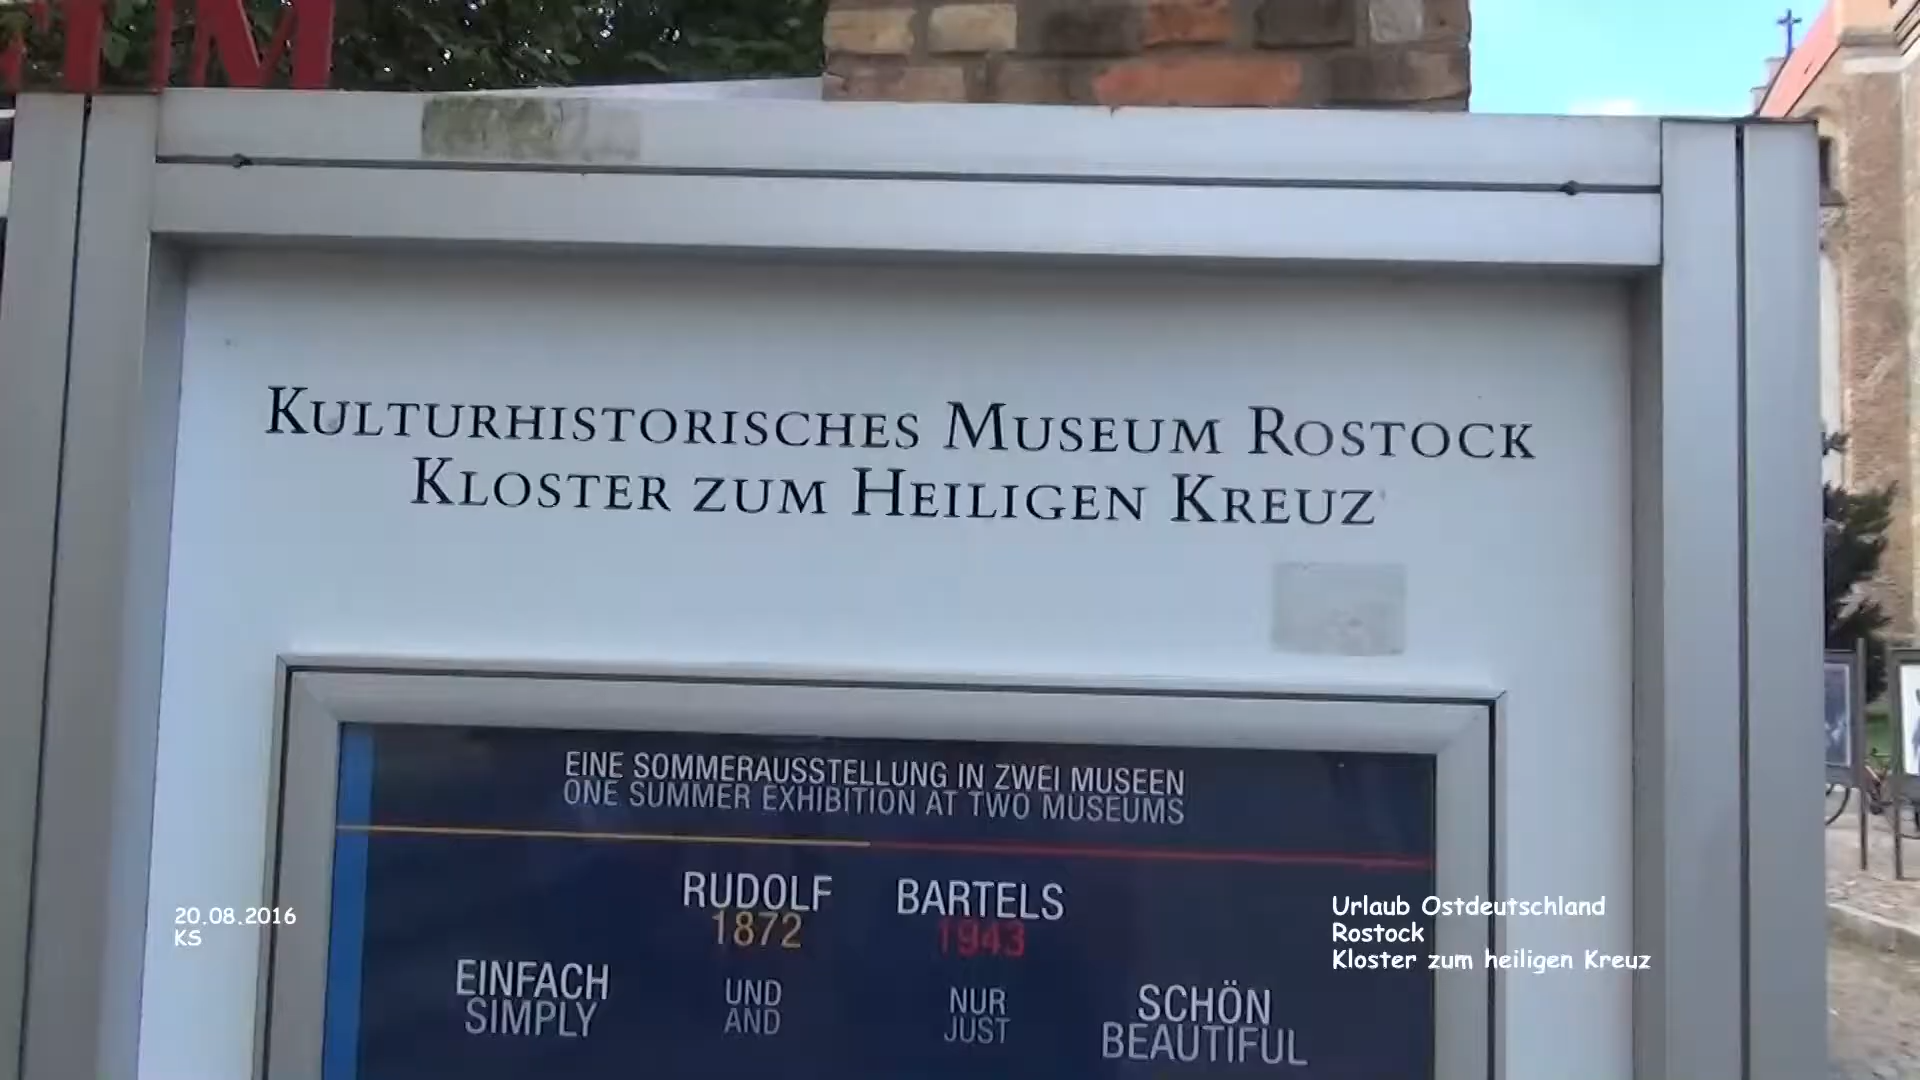 UM
KULTURHISTORISCHES MUSEUM ROSTOCK
KLOSTER ZUM HEILIGEN KREUZ
EINE SOMMERAUSSTELLUNG IN ZWEI MUSEEN
ONE SUMMER EXHIBITION AT TWO MUSEUMS
RUDOLF BARTELS
1872 1943
EINFACH UND NUR SCHÖN
SIMPLY AND JUST BEAUTIFUL
20.08.2016
KS
Urlaub Ostdeutschland
Rostock
Kloster zum heiligen Kreuz